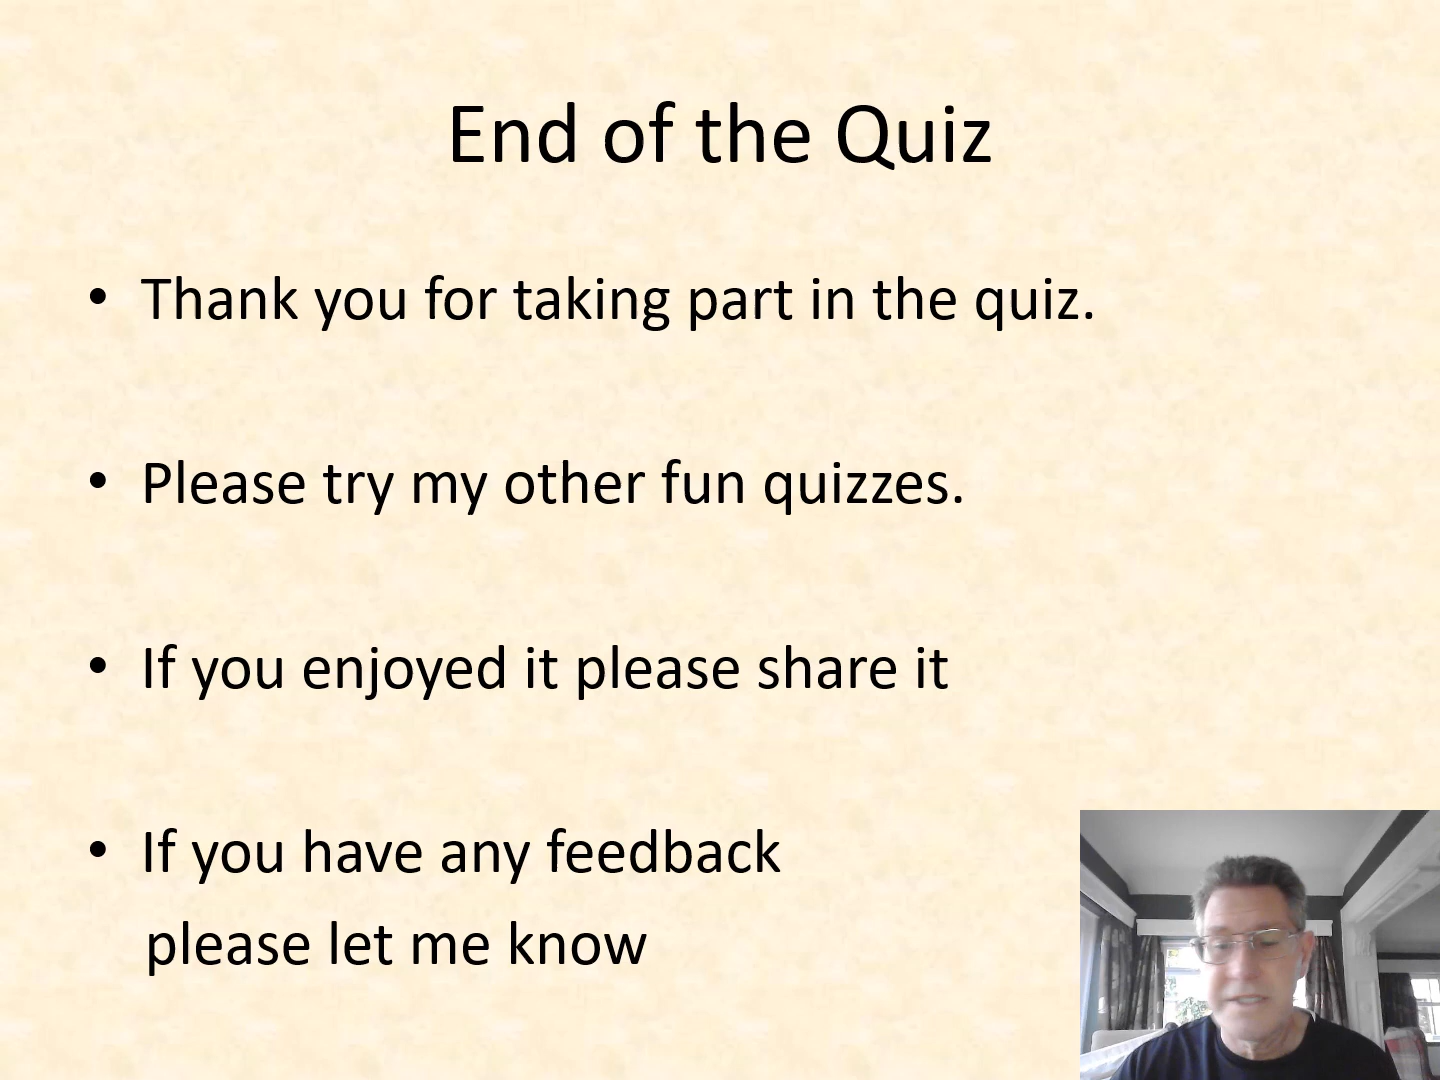 End of the Quiz
• Thank you for taking part in the quiz.
• Please try my other fun quizzes.
• If you enjoyed it please share it
• If you have any feedback
please let me know